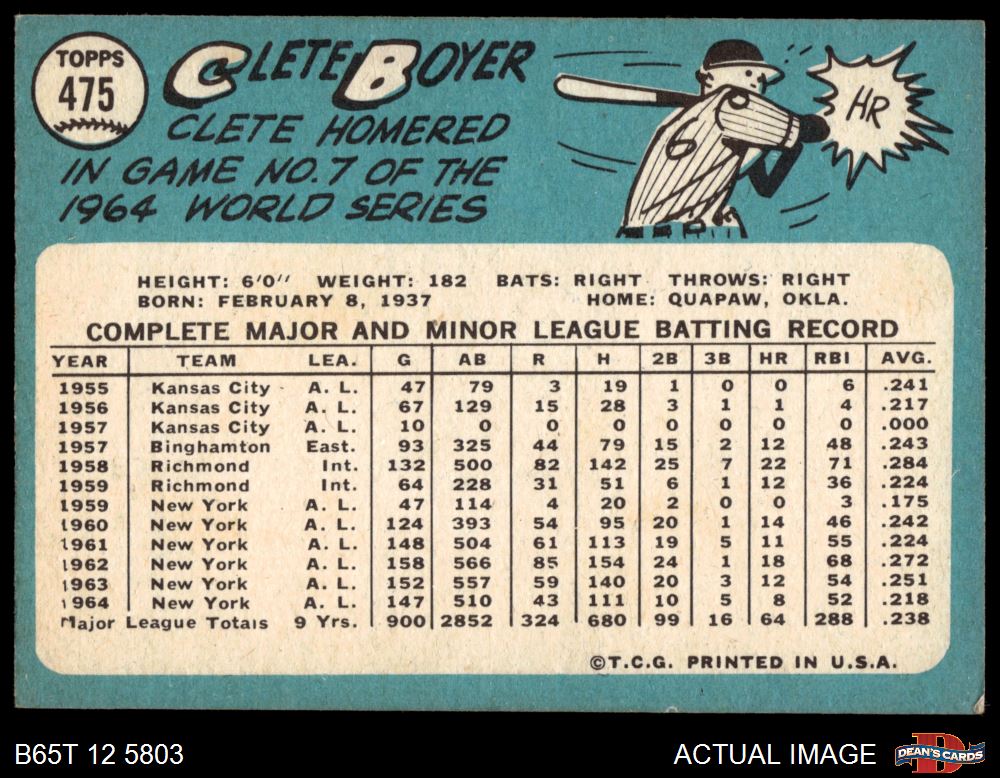 TOPPS
475
CLETE BOYER
CLETE HOMERED
IN GAME NO.7 OF THE
1964 WORLD SERIES
6
HR
HEIGHT: 6'0" WEIGHT: 182 BATS: RIGHT THROWS: RIGHT
BORN: FEBRUARY 8, 1937 HOME: QUAPAW, OKLA.
COMPLETE MAJOR AND MINOR LEAGUE BATTING RECORD
YEAR TEAM LEA. G AB R H 2B 3B HR RBI AVG.
1955 Kansas City A. L. 47 79 3 19 1 0 0 6 .241
1956 Kansas City A. L. 67 129 15 28 3 1 1 4 .217
1957 Kansas City A. L. 10 0 0 0 0 0 0 0 .000
1957 Binghamton East. 93 325 44 79 15 2 12 48 .243
1958 Richmond Int. 132 500 82 142 25 7 22 71 .284
1959 Richmond Int. 64 228 31 51 6 1 12 36 .224
1959 New York A. L. 47 114 4 20 2 0 0 3 .175
1960 New York A. L. 124 393 54 95 20 1 14 46 .242
1961 New York A. L. 148 504 61 113 19 5 11 55 .224
1962 New York A. L. 158 566 85 154 24 1 18 68 .272
1963 New York A. L. 152 557 59 140 20 3 12 54 .251
1964 New York A. L. 147 510 43 111 10 5 8 52 .218
Major League Totals 9 Yrs. 900 2852 324 680 99 16 64 288 .238
©T.C.G. PRINTED IN U.S.A.
B65T 12 5803 ACTUAL IMAGE DEAN'S CARDS